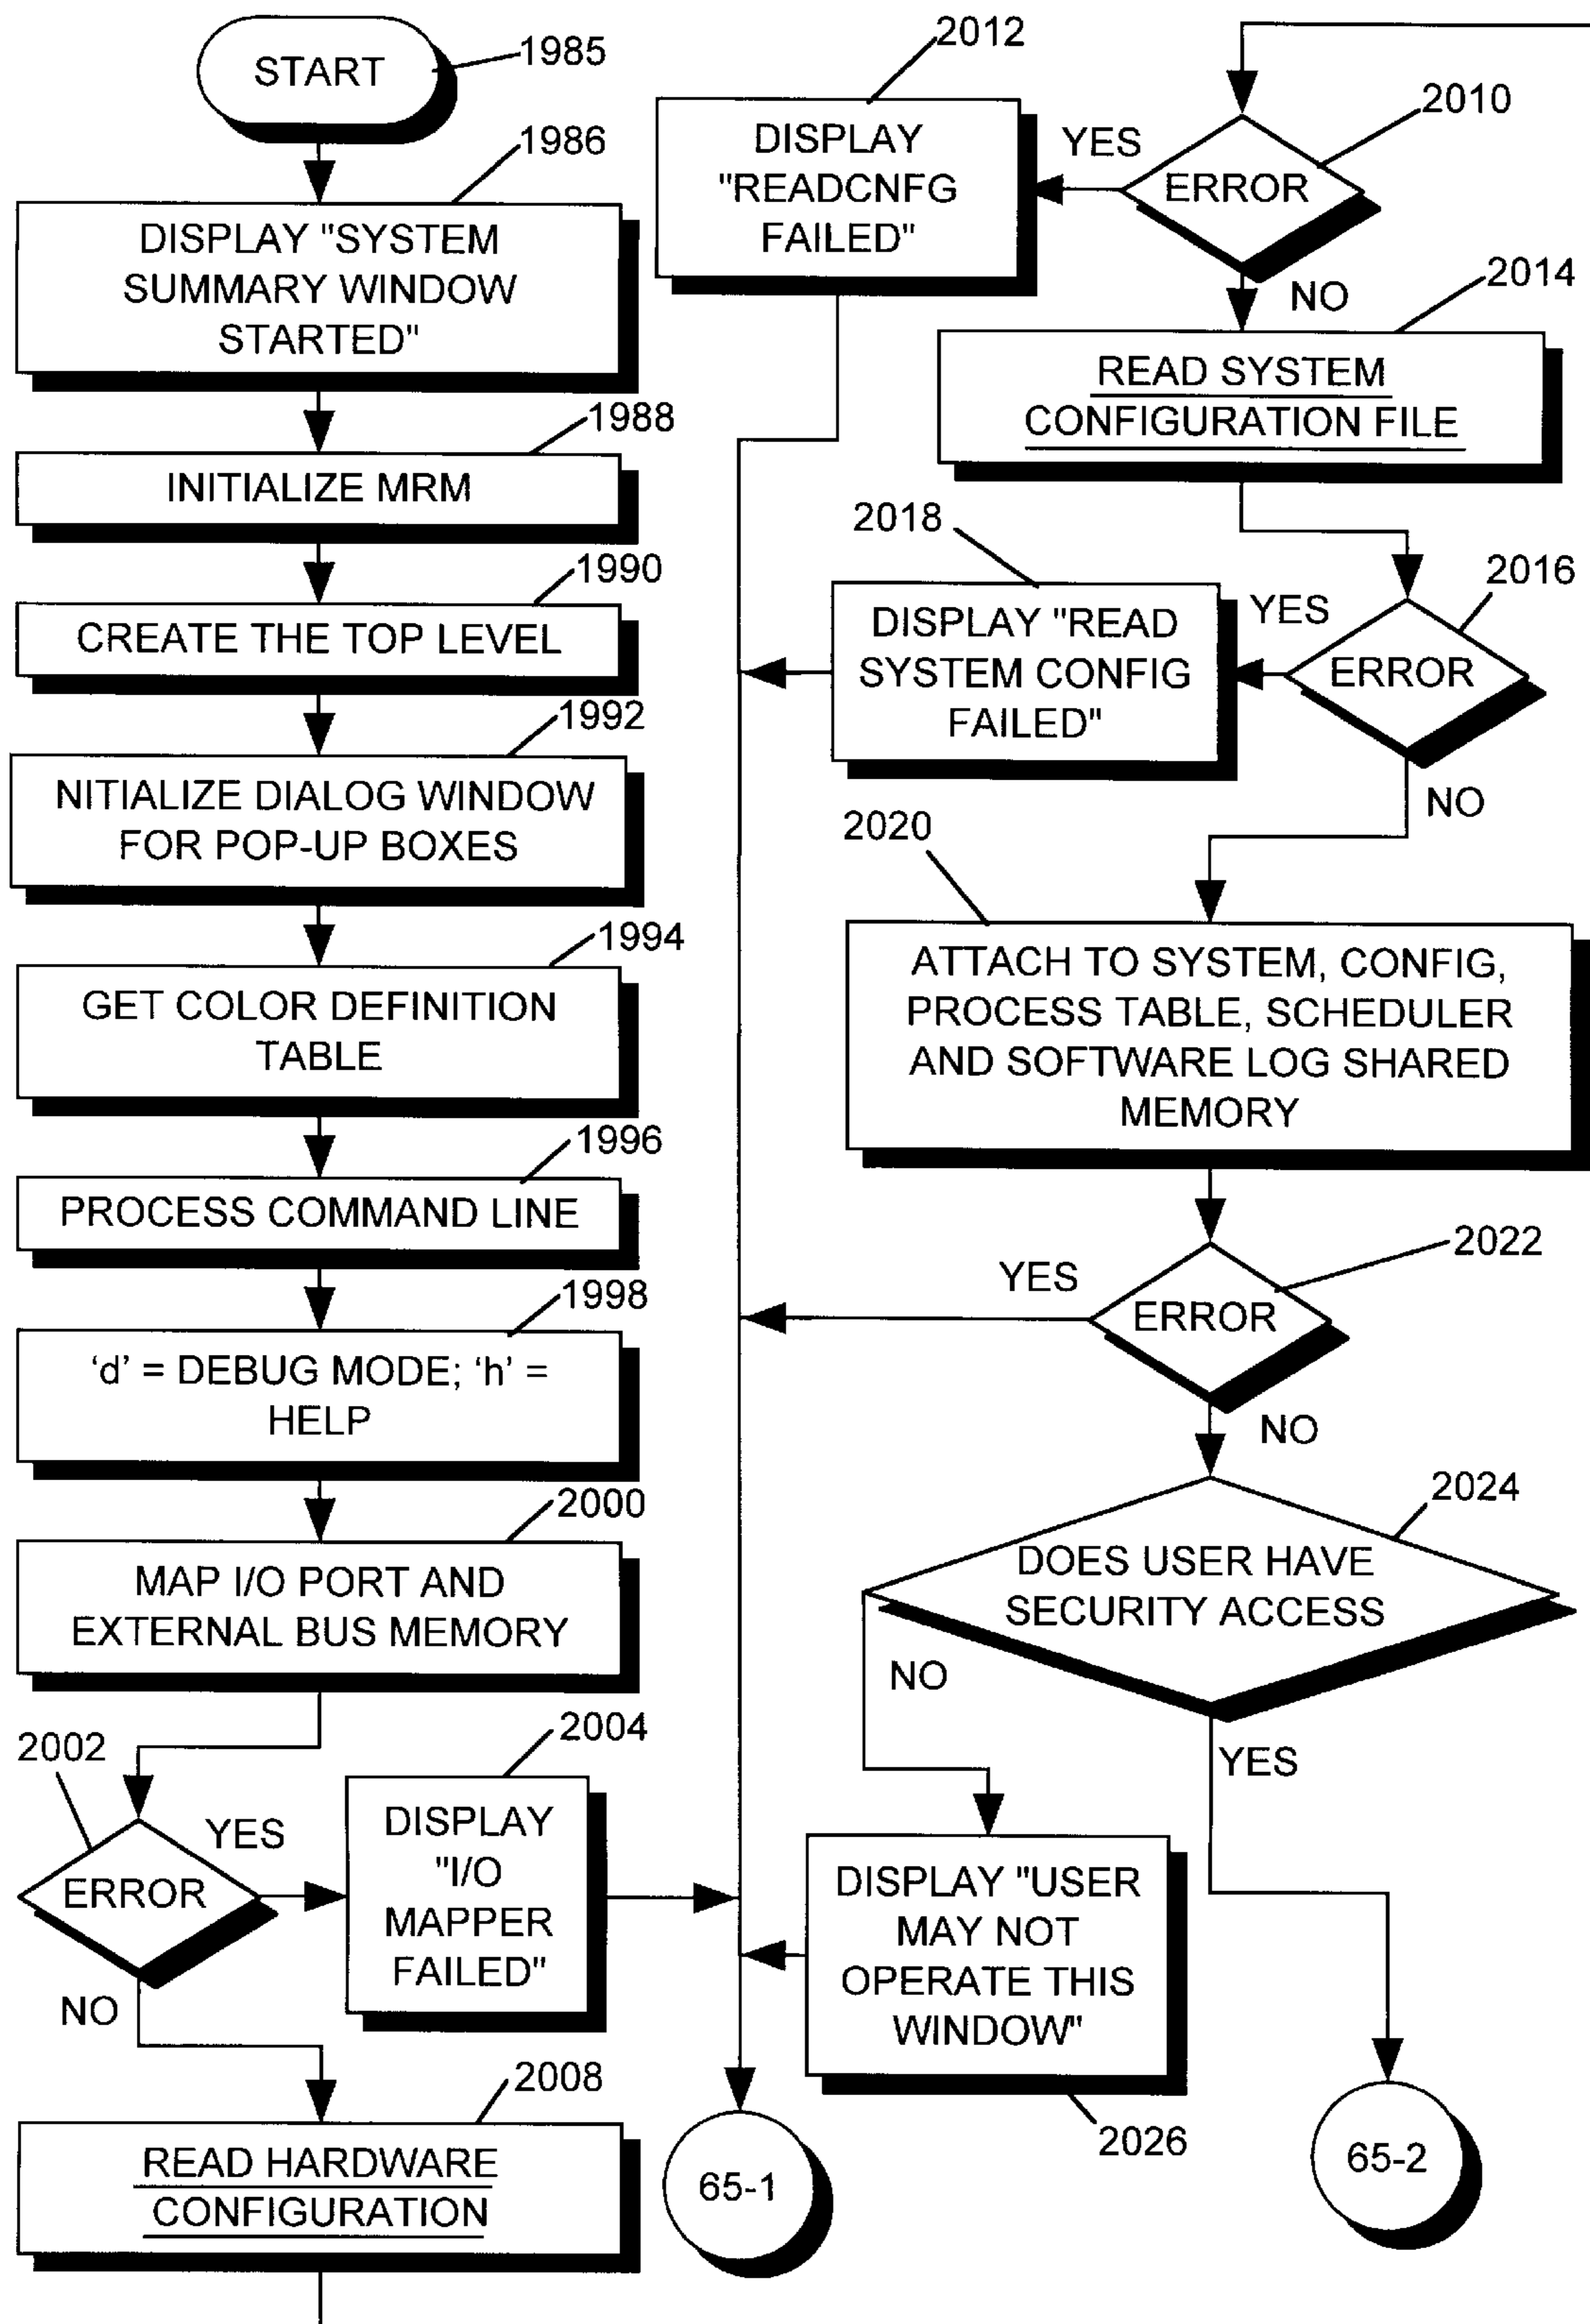 START
1985
1986
DISPLAY "SYSTEM
SUMMARY WINDOW
STARTED"
1988
INITIALIZE MRM
1990
CREATE THE TOP LEVEL
1992
NITIALIZE DIALOG WINDOW
FOR POP-UP BOXES
1994
GET COLOR DEFINITION
TABLE
1996
PROCESS COMMAND LINE
1998
‘d’ = DEBUG MODE; ‘h’ =
HELP
2000
MAP I/O PORT AND
EXTERNAL BUS MEMORY
2002
ERROR
YES
NO
2004
DISPLAY
"I/O
MAPPER
FAILED"
2008
READ HARDWARE
CONFIGURATION
2012
DISPLAY
"READCNFG
FAILED"
YES
2010
ERROR
NO
2014
READ SYSTEM
CONFIGURATION FILE
2018
DISPLAY "READ
SYSTEM CONFIG
FAILED"
YES
2016
ERROR
NO
2020
ATTACH TO SYSTEM, CONFIG,
PROCESS TABLE, SCHEDULER
AND SOFTWARE LOG SHARED
MEMORY
YES
2022
ERROR
NO
2024
DOES USER HAVE
SECURITY ACCESS
NO
YES
DISPLAY "USER
MAY NOT
OPERATE THIS
WINDOW"
2026
65-1
65-2